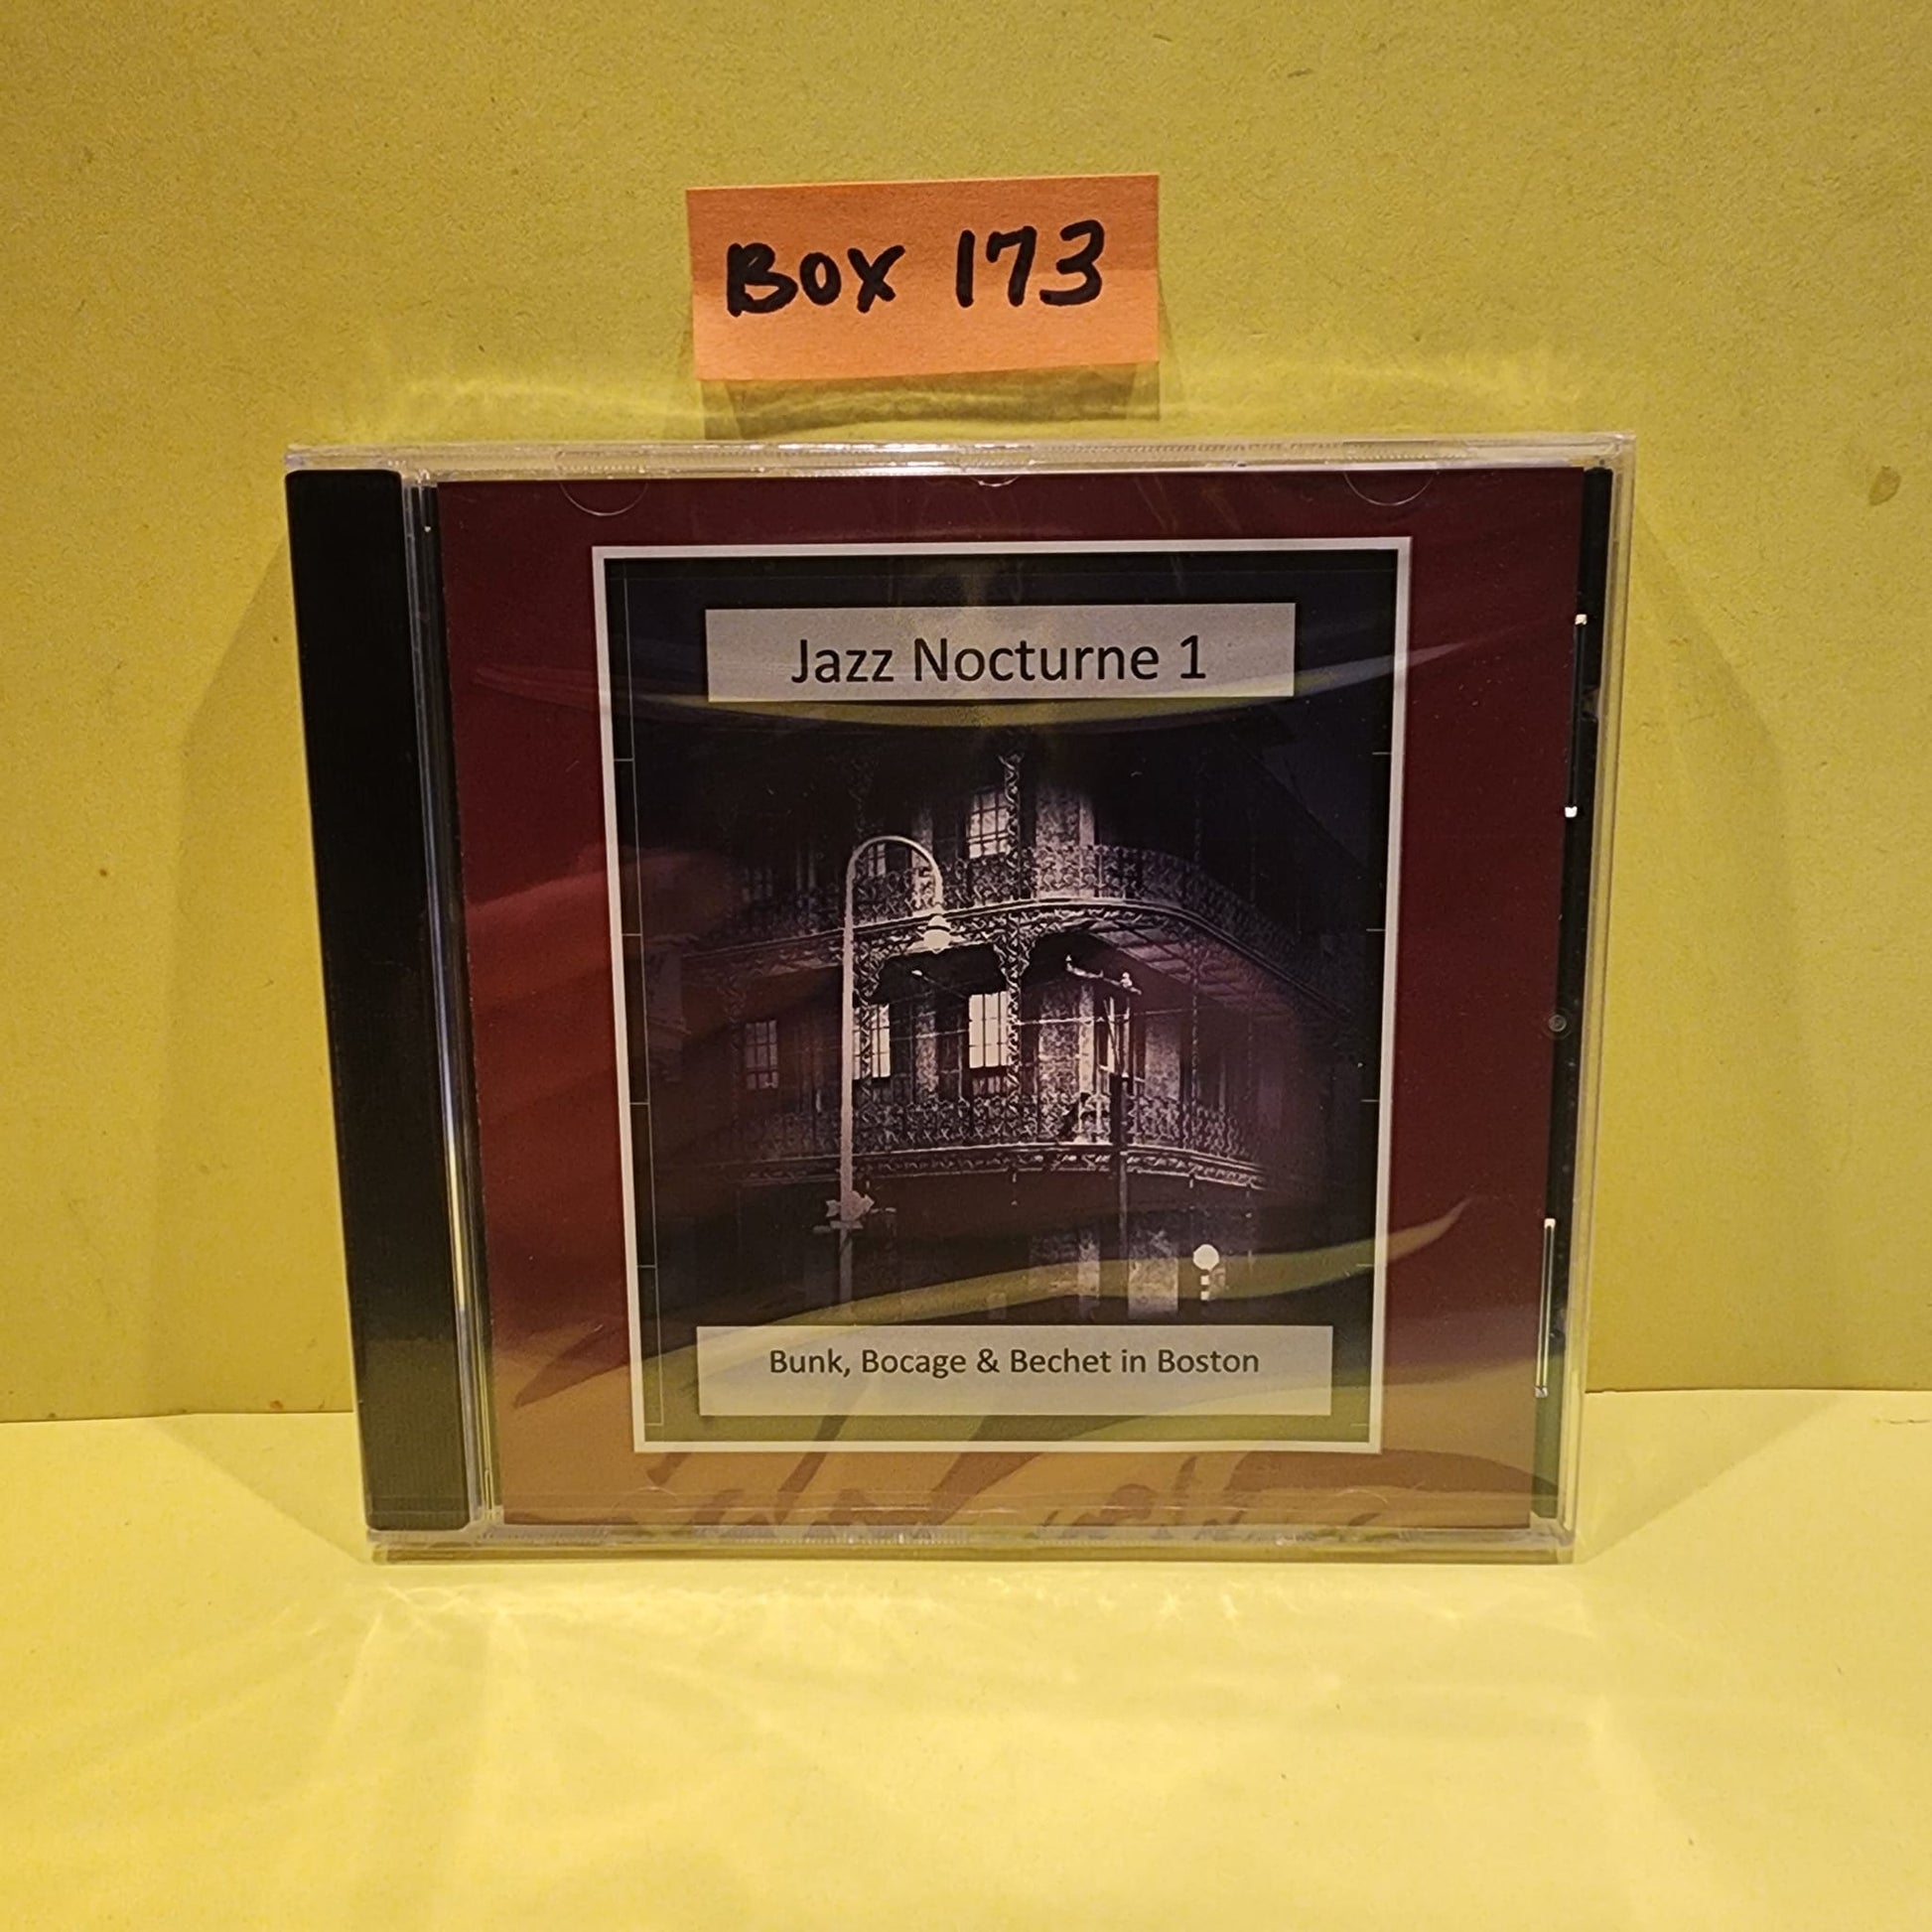 Box 173
Jazz Nocturne 1
Bunk, Bocage & Bechet in Boston